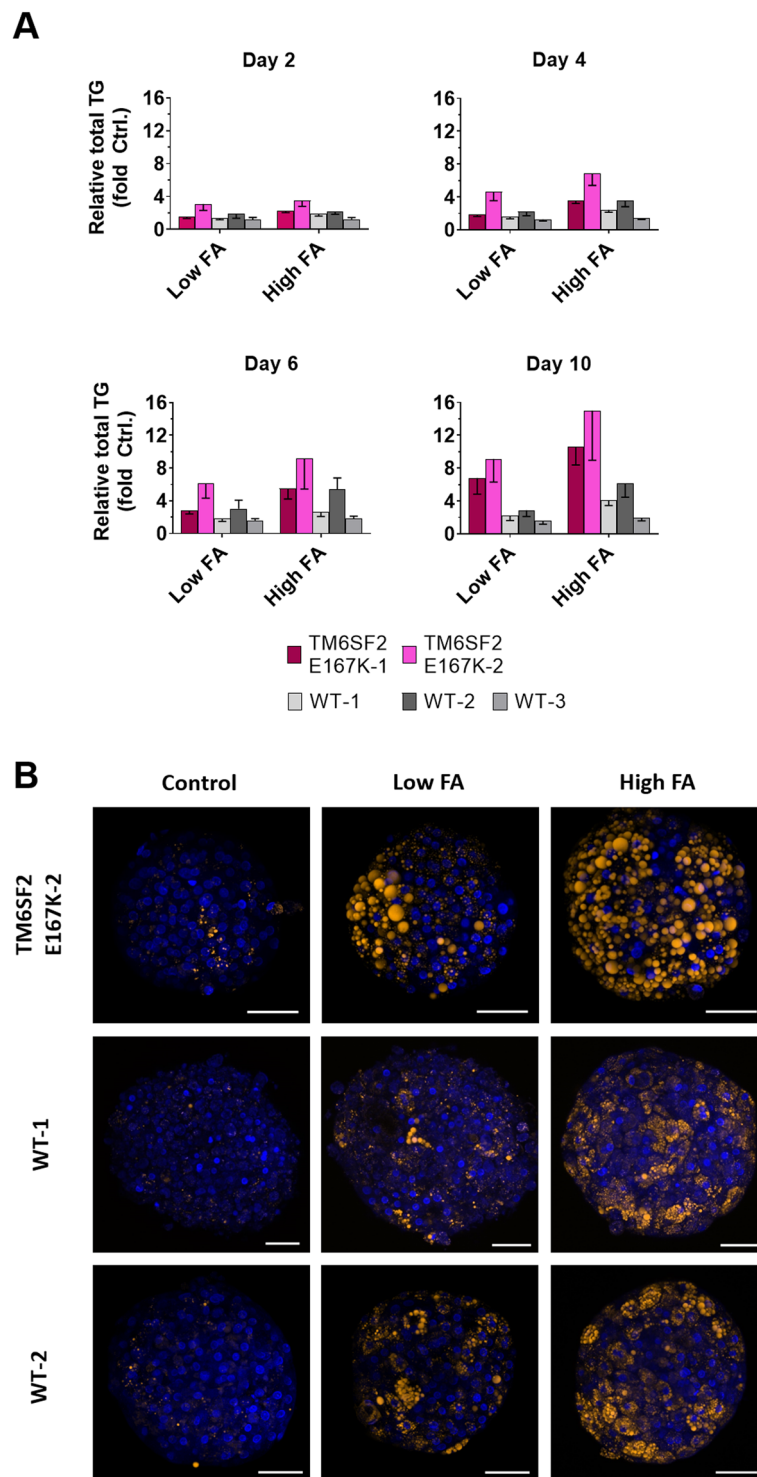 A
Day 2
Day 4
Relative total TG
(fold Ctrl.)
16
12
8
4
0
16
12
8
4
0
Low FA
High FA
Low FA
High FA
Day 6
Day 10
Relative total TG
(fold Ctrl.)
16
12
8
4
0
16
12
8
4
0
Low FA
High FA
Low FA
High FA
TM6SF2
E167K-1
TM6SF2
E167K-2
WT-1
WT-2
WT-3
B
Control
Low FA
High FA
TM6SF2
E167K-2
WT-1
WT-2